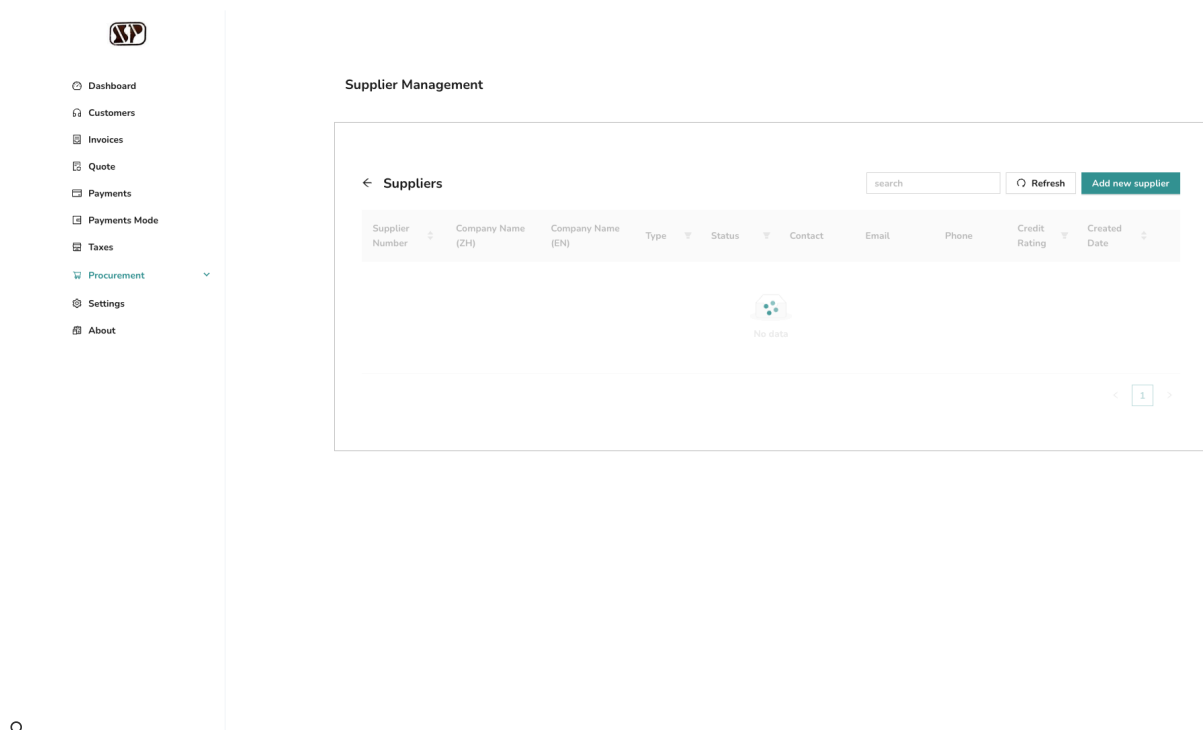 Dashboard
Customers
Invoices
Quote
Payments
Payments Mode
Taxes
Procurement
Settings
About
Supplier Management
Suppliers
search
Refresh
Add new supplier
Supplier Number
Company Name (ZH)
Company Name (EN)
Type
Status
Contact
Email
Phone
Credit Rating
Created Date
No data
1